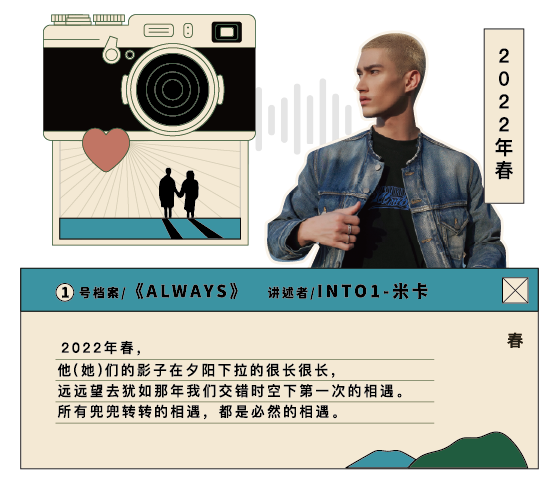 2022年春
1号档案/《ALWAYS》 讲述者/INTO1-米卡
春
2022年春，
他(她)们的影子在夕阳下拉的很长很长，
远远望去犹如那年我们交错时空下第一次的相遇。
所有兜兜转转的相遇，都是必然的相遇。